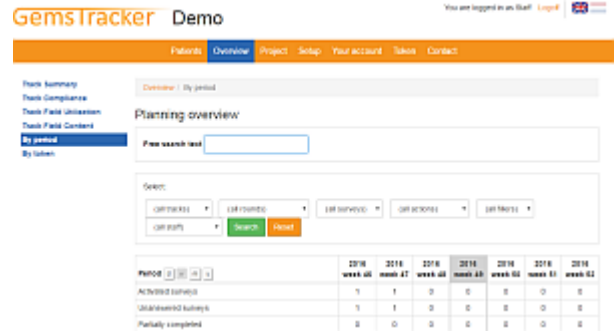 GemsTracker Demo
You are logged in as Staff Logoff
Patients Overview Project Setup Your account Token Contact
Track Summary
Track Compliance
Track Field Utilization
Track Field Content
By period
By token
Overview / By period
Planning overview
Free search text
Select:
(all tracks) (all rounds) (all surveys) (all actions) (all fillers)
(all staff) Search Reset
Period
2016 week 46 2016 week 47 2016 week 48 2016 week 49 2016 week 50 2016 week 51 2016 week 52
Activated surveys 1 1 0 0 0 0 0
Unanswered surveys 1 1 0 0 0 0 0
Partially completed 0 0 0 0 0 0 0